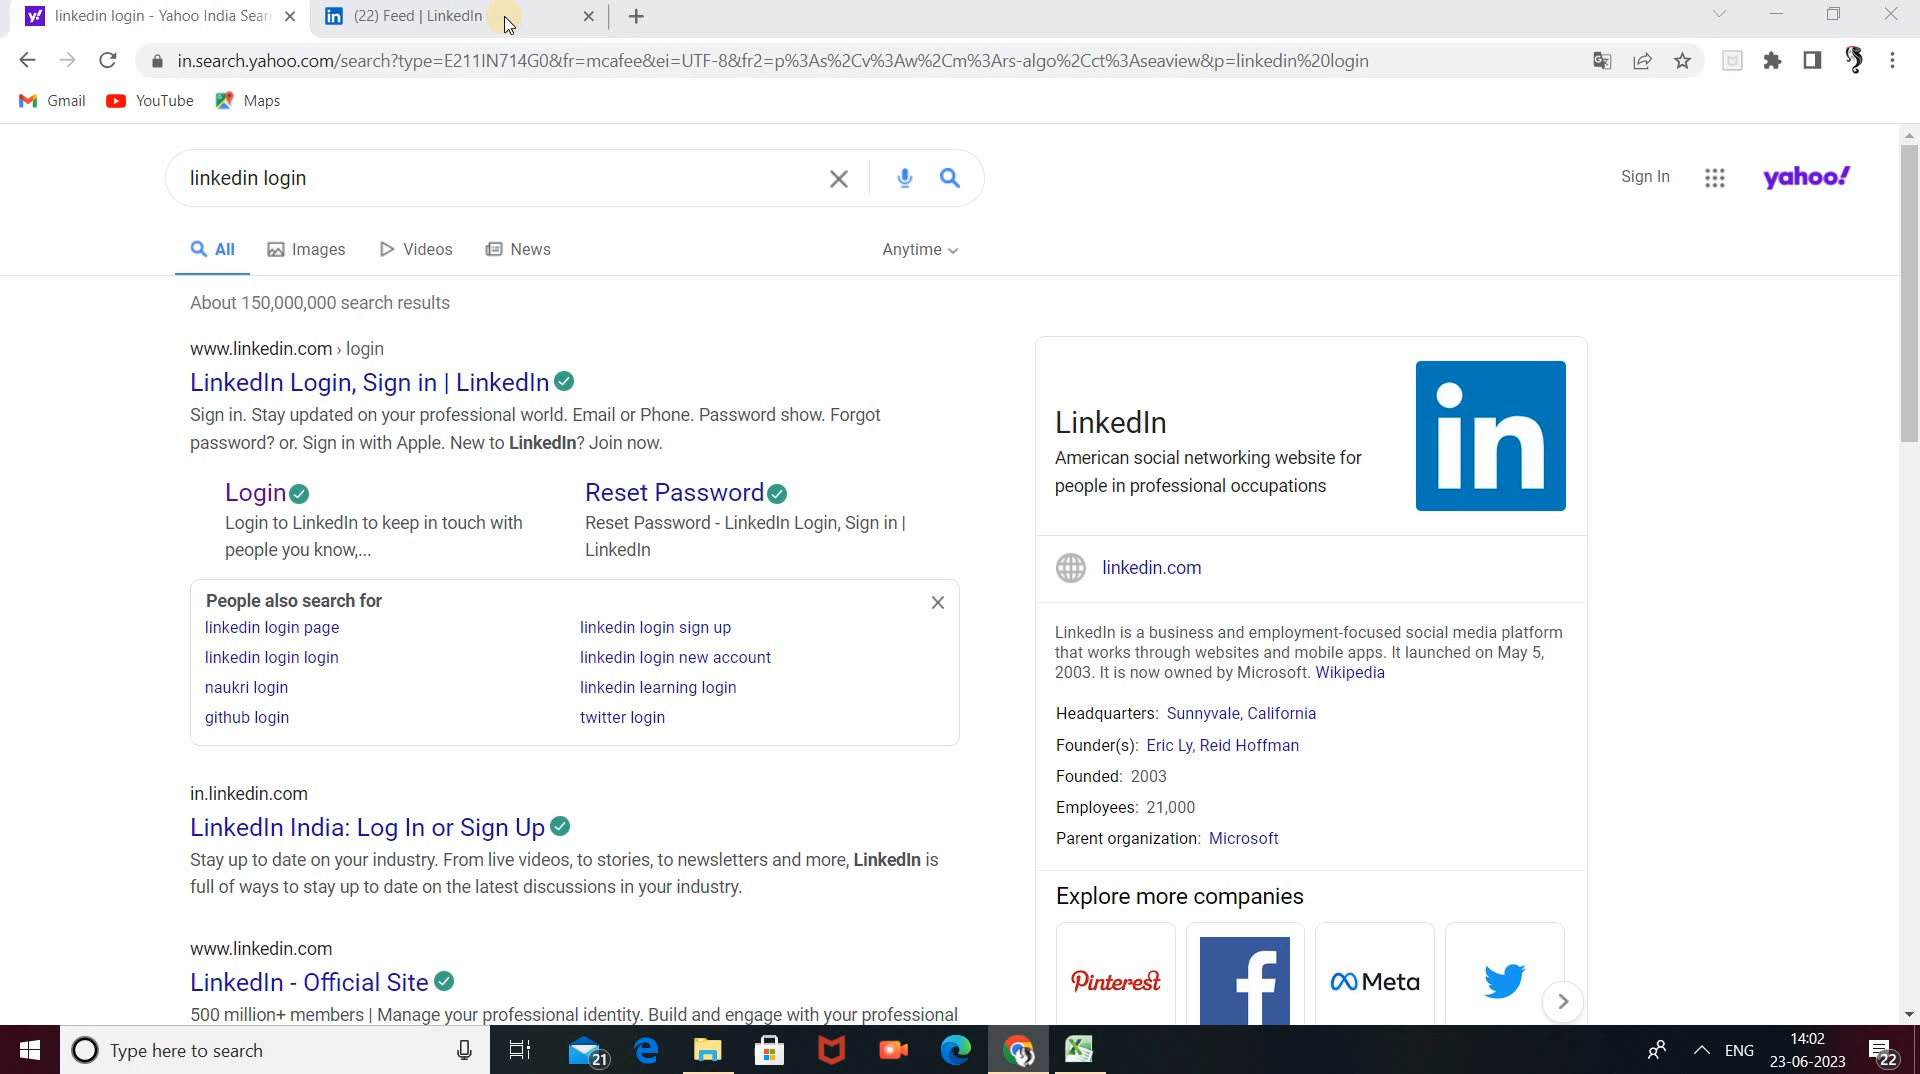 linkedin login - Yahoo India Sear
(22) Feed | LinkedIn
in.search.yahoo.com/search?type=E211IN714G0&fr=mcafee&ei=UTF-8&fr2=p%3As%2Cv%3Aw%2Cm%3Ars-algo%2Cct%3Aseaview&p=linkedin%20login
Gmail YouTube Maps
linkedin login
Sign In yahoo!
All Images Videos News Anytime
About 150,000,000 search results
www.linkedin.com › login
LinkedIn Login, Sign in | LinkedIn
Sign in. Stay updated on your professional world. Email or Phone. Password show. Forgot
password? or. Sign in with Apple. New to LinkedIn? Join now.
Login
Login to LinkedIn to keep in touch with
people you know,...
Reset Password
Reset Password - LinkedIn Login, Sign in |
LinkedIn
People also search for
linkedin login page
linkedin login sign up
linkedin login login
linkedin login new account
naukri login
linkedin learning login
github login
twitter login
in.linkedin.com
LinkedIn India: Log In or Sign Up
Stay up to date on your industry. From live videos, to stories, to newsletters and more, LinkedIn is
full of ways to stay up to date on the latest discussions in your industry.
www.linkedin.com
LinkedIn - Official Site
500 million+ members | Manage your professional identity. Build and engage with your professional
LinkedIn
American social networking website for
people in professional occupations
in
linkedin.com
LinkedIn is a business and employment-focused social media platform
that works through websites and mobile apps. It launched on May 5,
2003. It is now owned by Microsoft. Wikipedia
Headquarters: Sunnyvale, California
Founder(s): Eric Ly, Reid Hoffman
Founded: 2003
Employees: 21,000
Parent organization: Microsoft
Explore more companies
Pinterest
Meta
Type here to search
21
ENG
14:02
23-06-2023
22